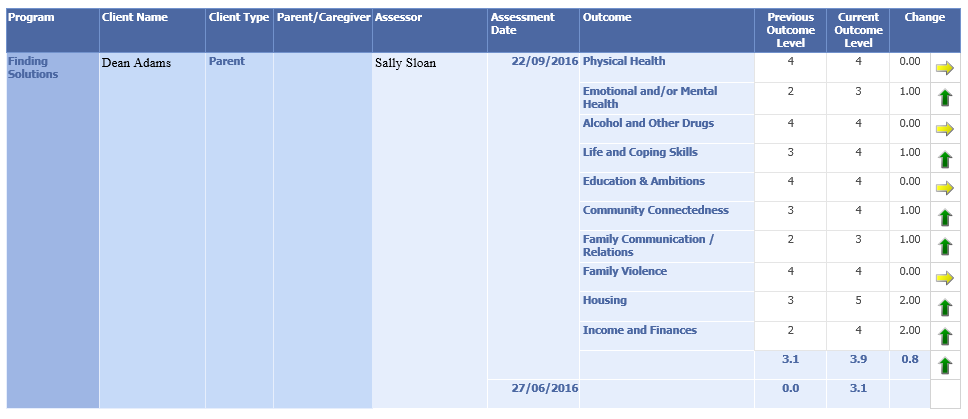 Program Client Name Client Type Parent/Caregiver Assessor Assessment Date Outcome Previous Outcome Level Current Outcome Level Change
Finding Solutions Dean Adams Parent Sally Sloan 22/09/2016 Physical Health 4 4 0.00
Emotional and/or Mental Health 2 3 1.00
Alcohol and Other Drugs 4 4 0.00
Life and Coping Skills 3 4 1.00
Education & Ambitions 4 4 0.00
Community Connectedness 3 4 1.00
Family Communication / Relations 2 3 1.00
Family Violence 4 4 0.00
Housing 3 5 2.00
Income and Finances 2 4 2.00
3.1 3.9 0.8
27/06/2016 0.0 3.1